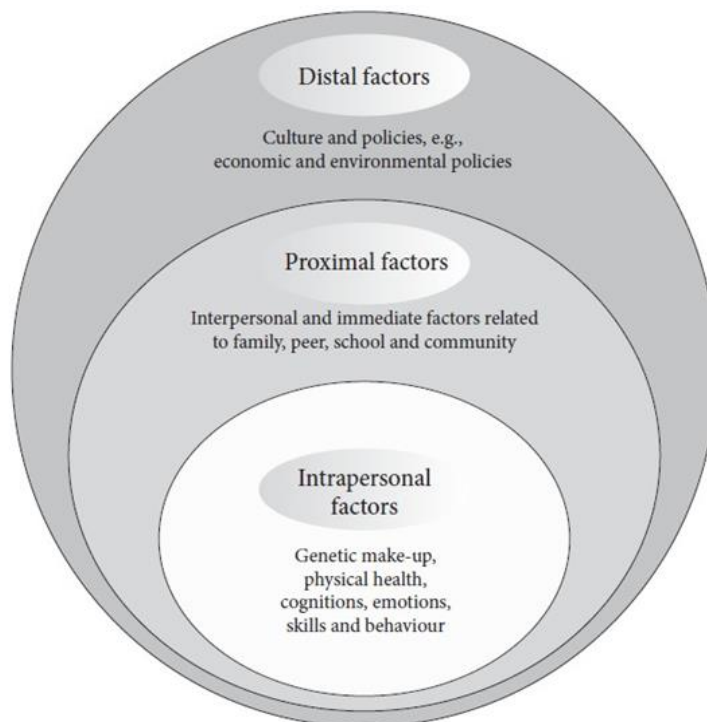 Distal factors
Culture and policies, e.g.,
economic and environmental policies
Proximal factors
Interpersonal and immediate factors related
to family, peer, school and community
Intrapersonal
factors
Genetic make-up,
physical health,
cognitions, emotions,
skills and behaviour